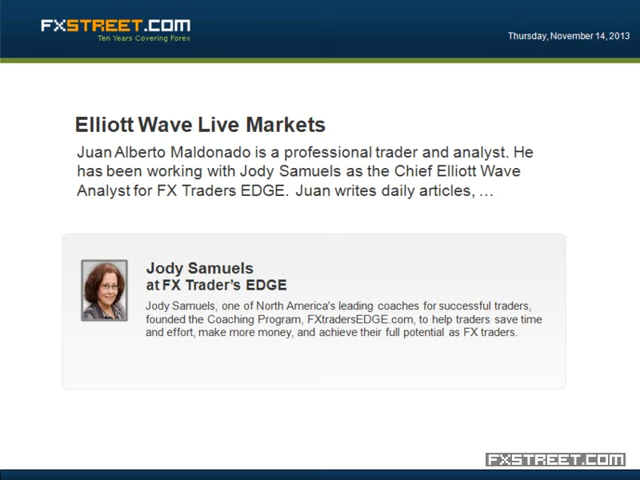 FXSTREET.COM
Ten Years Covering Forex
Thursday, November 14, 2013
Elliott Wave Live Markets
Juan Alberto Maldonado is a professional trader and analyst. He
has been working with Jody Samuels as the Chief Elliott Wave
Analyst for FX Traders EDGE. Juan writes daily articles, …
Jody Samuels
at FX Trader’s EDGE
Jody Samuels, one of North America's leading coaches for successful traders,
founded the Coaching Program, FXtradersEDGE.com, to help traders save time
and effort, make more money, and achieve their full potential as FX traders.
FXSTREET.COM